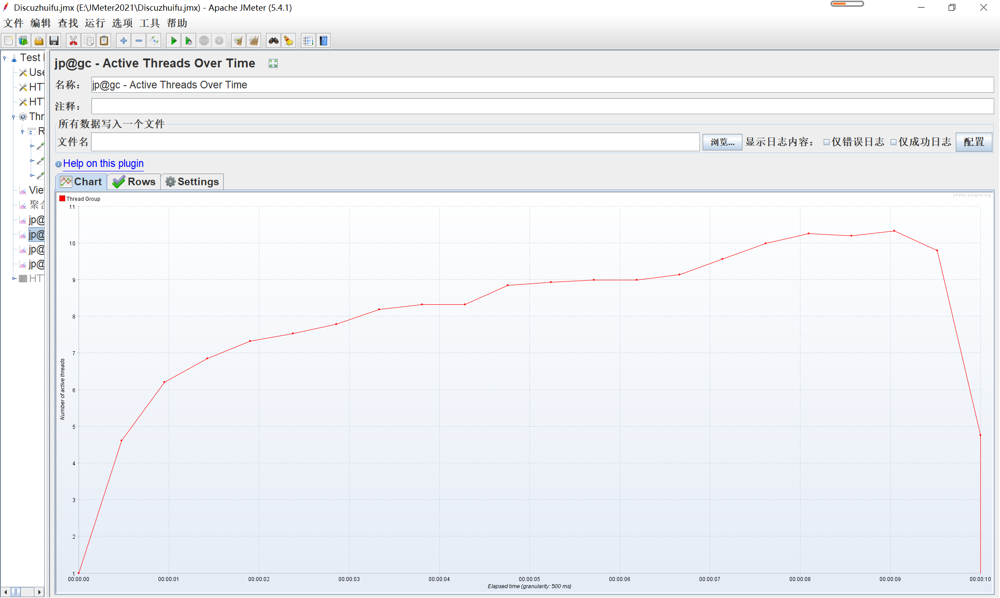 Discuzhuifu.jmx (E:\JMeter2021\Discuzhuifu.jmx) - Apache JMeter (5.4.1)
文件 编辑 查找 运行 选项 工具 帮助
STOP
Test
Use
HTT
HTT
Thr
R
Vie
聚合
jp@
jp@
jp@
jp@
HTT
jp@gc - Active Threads Over Time
名称： jp@gc - Active Threads Over Time
注释：
所有数据写入一个文件
文件名 浏览... 显示日志内容： 仅错误日志 仅成功日志 配置
Help on this plugin
Chart Rows Settings
Thread Group
jmeter-plugins.org
11
10
9
8
7
6
5
4
3
2
1
Number of active threads
00:00:00 00:00:01 00:00:02 00:00:03 00:00:04 00:00:05 00:00:06 00:00:07 00:00:08 00:00:09 00:00:10
Elapsed time (granularity: 500 ms)